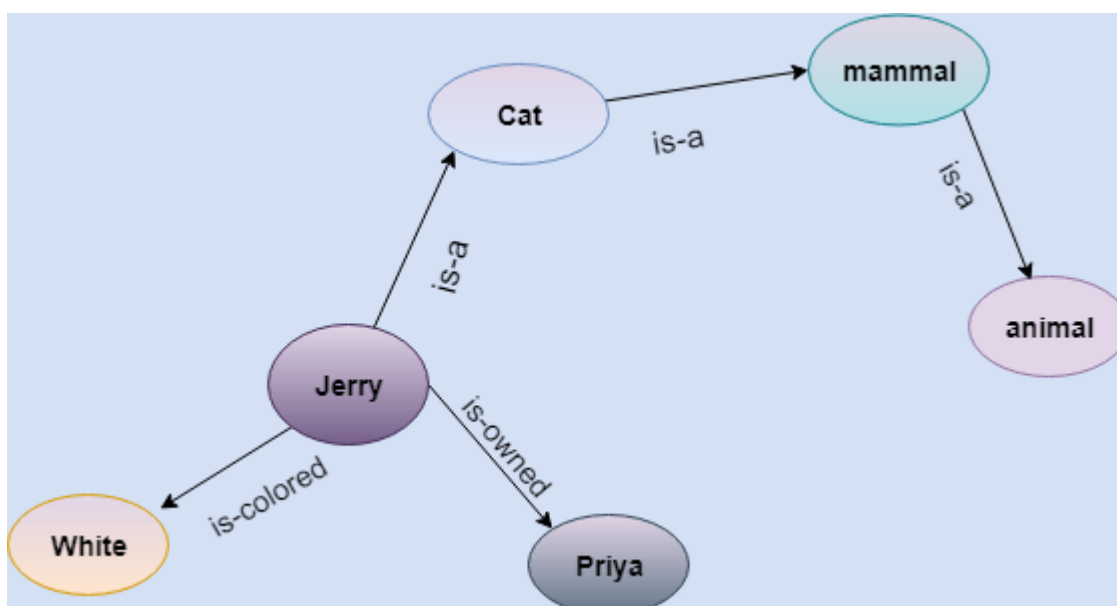 mammal
Cat
is-a
is-a
is-a
animal
Jerry
is-owned
is-colored
White
Priya